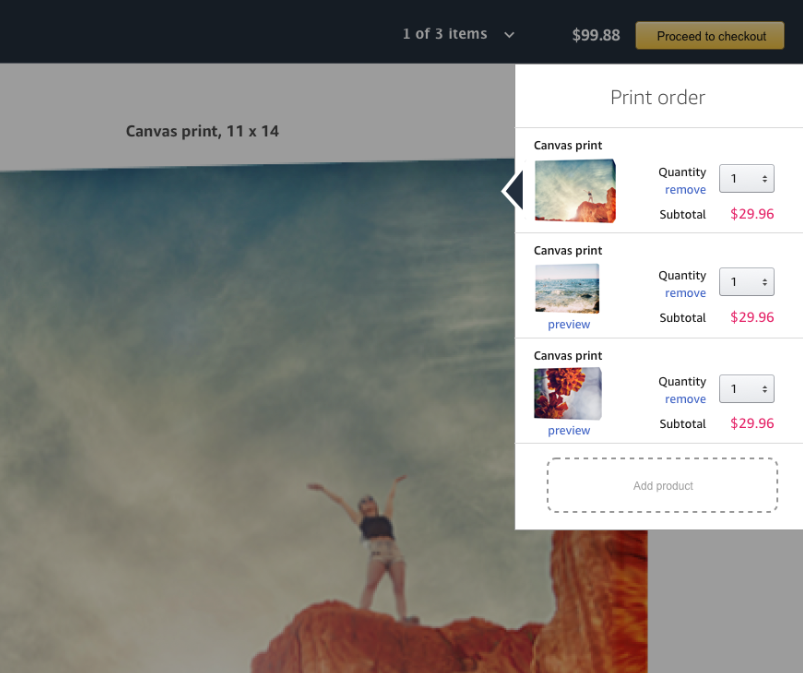 1 of 3 items
$99.88
Proceed to checkout
Print order
Canvas print, 11 x 14
Canvas print
Quantity
1
remove
Subtotal
$29.96
Canvas print
Quantity
1
remove
Subtotal
$29.96
preview
Canvas print
Quantity
1
remove
Subtotal
$29.96
preview
Add product